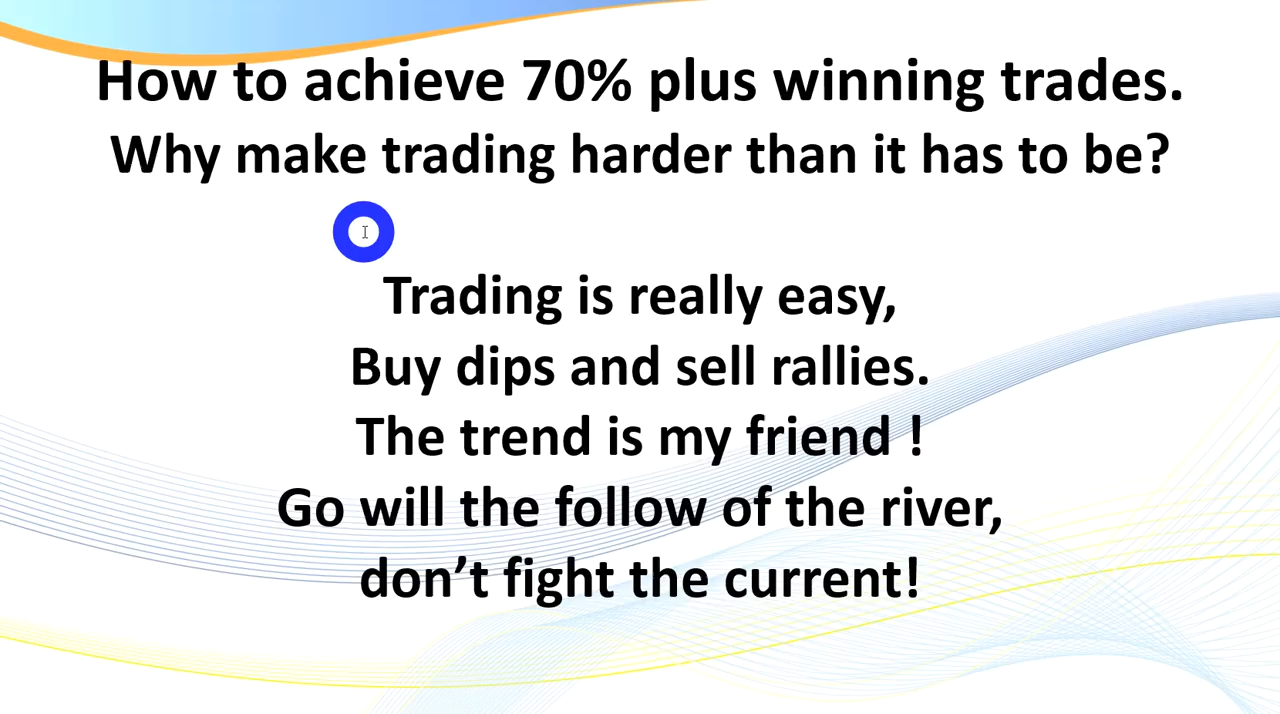 How to achieve 70% plus winning trades.
Why make trading harder than it has to be?
Trading is really easy,
Buy dips and sell rallies.
The trend is my friend !
Go will the follow of the river,
don’t fight the current!